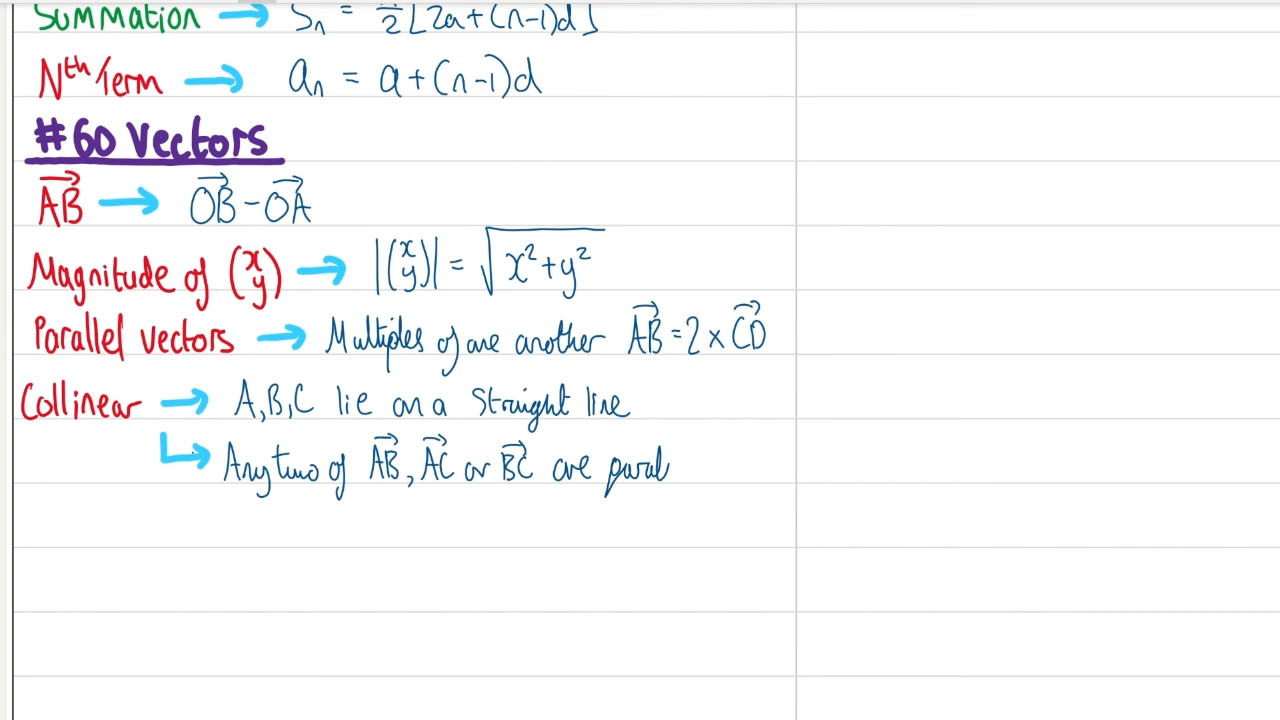 Summation → Sn = n/2 [2a+(n-1)d]
Nth Term → an = a+(n-1)d
#60 Vectors
AB → OB - OA
Magnitude of (x y) → |(x y)| = √x²+y²
Parallel vectors → Multiples of one another AB = 2 x CD
Collinear → A,B,C lie on a straight line
↳ Any two of AB, AC or BC are paral